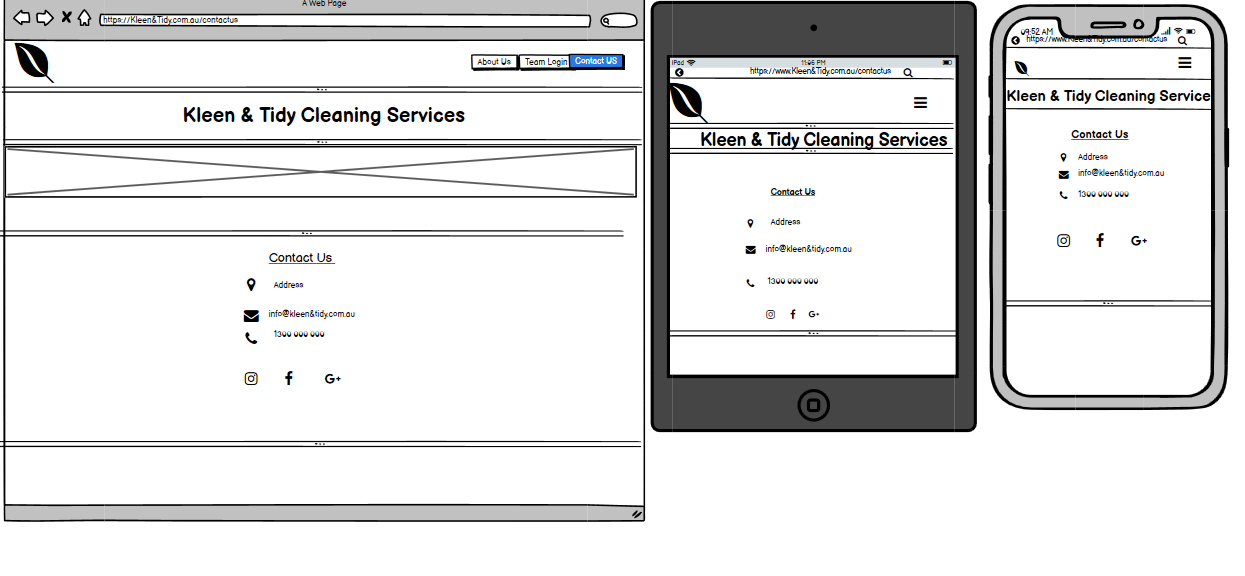 A Web Page
https://Kleen&Tidy.com.au/contactus
About Us Team Login Contact US
Kleen & Tidy Cleaning Services
Contact Us
Address
info@kleen&tidy.com.au
1300 000 000
G+
iPad 11:26 PM
https://www.Kleen&Tidy.com.au/contactus
Kleen & Tidy Cleaning Services
Contact Us
Address
info@kleen&tidy.com.au
1300 000 000
G+
09:52 AM
https://www.Kleen&Tidy.com.au/contactus
Kleen & Tidy Cleaning Service
Contact Us
Address
info@kleen&tidy.com.au
1300 000 000
G+